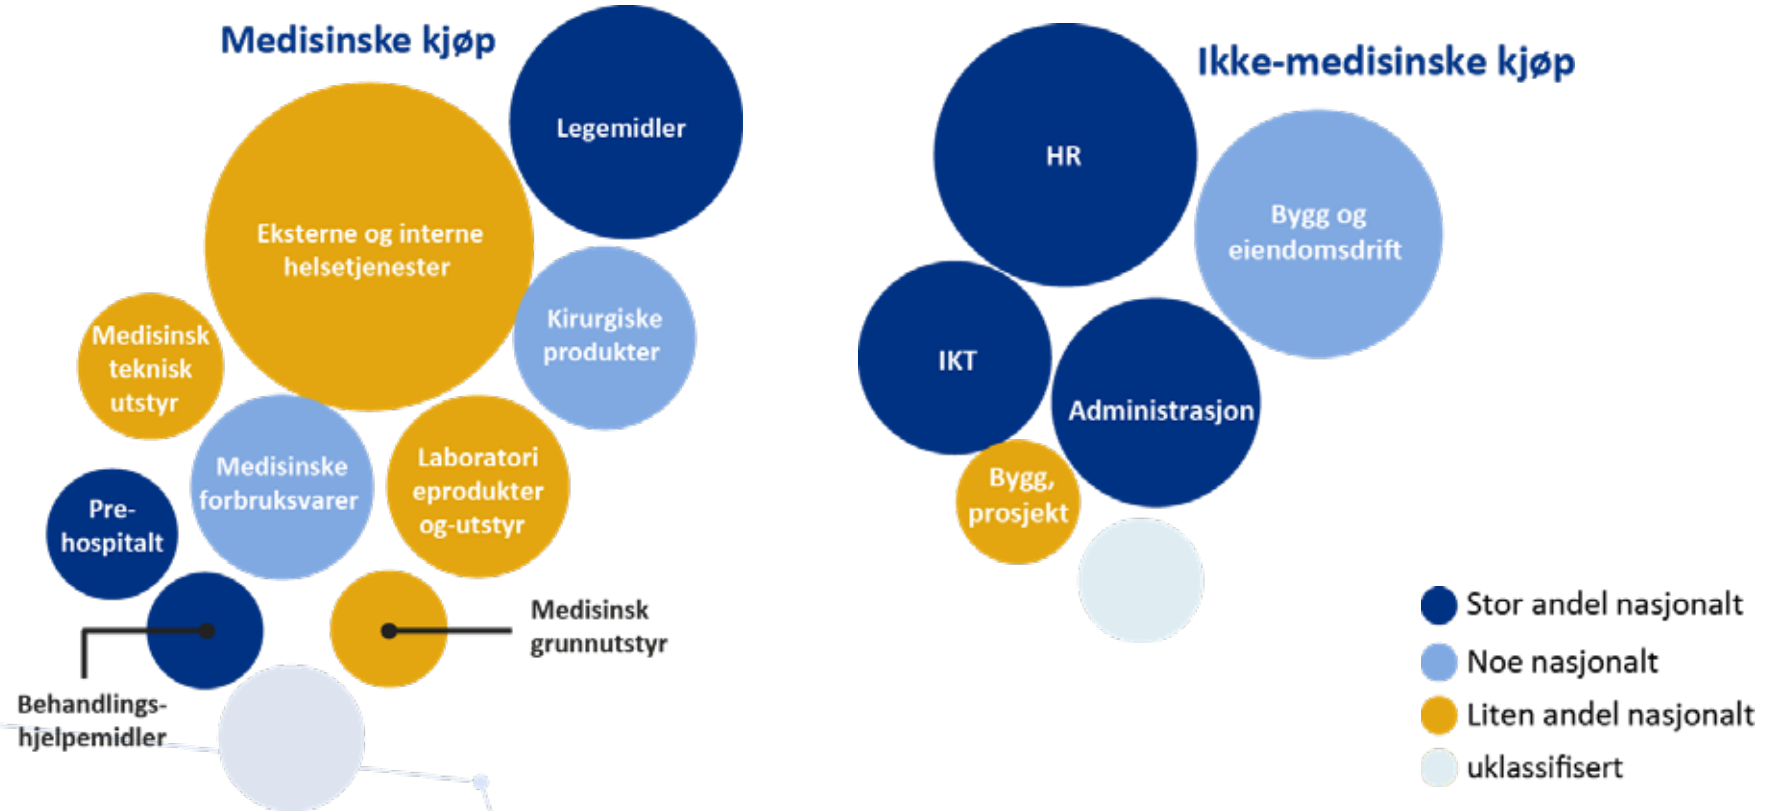 Medisinske kjøp
Legemidler
Eksterne og interne
helsetjenester
Kirurgiske
produkter
Medisinsk
teknisk
utstyr
Medisinske
forbruksvarer
Laboratori
eprodukter
og-utstyr
Pre-
hospitalt
Medisinsk
grunnutstyr
Behandlings-
hjelpemidler
Ikke-medisinske kjøp
HR
Bygg og
eiendomsdrift
IKT
Administrasjon
Bygg,
prosjekt
Stor andel nasjonalt
Noe nasjonalt
Liten andel nasjonalt
uklassifisert